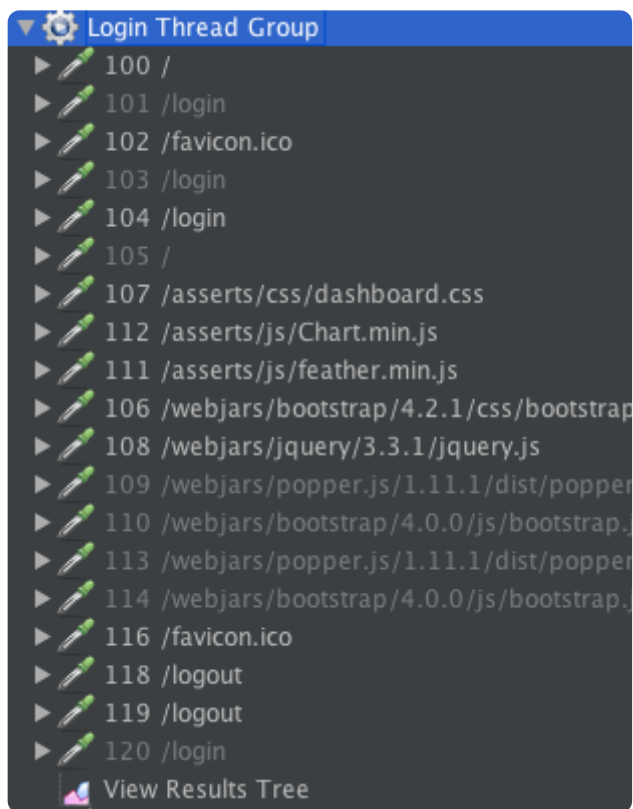 Login Thread Group
100 /
101 /login
102 /favicon.ico
103 /login
104 /login
105 /
107 /asserts/css/dashboard.css
112 /asserts/js/Chart.min.js
111 /asserts/js/feather.min.js
106 /webjars/bootstrap/4.2.1/css/bootstrap
108 /webjars/jquery/3.3.1/jquery.js
109 /webjars/popper.js/1.11.1/dist/popper
110 /webjars/bootstrap/4.0.0/js/bootstrap.j
113 /webjars/popper.js/1.11.1/dist/popper
114 /webjars/bootstrap/4.0.0/js/bootstrap.j
116 /favicon.ico
118 /logout
119 /logout
120 /login
View Results Tree